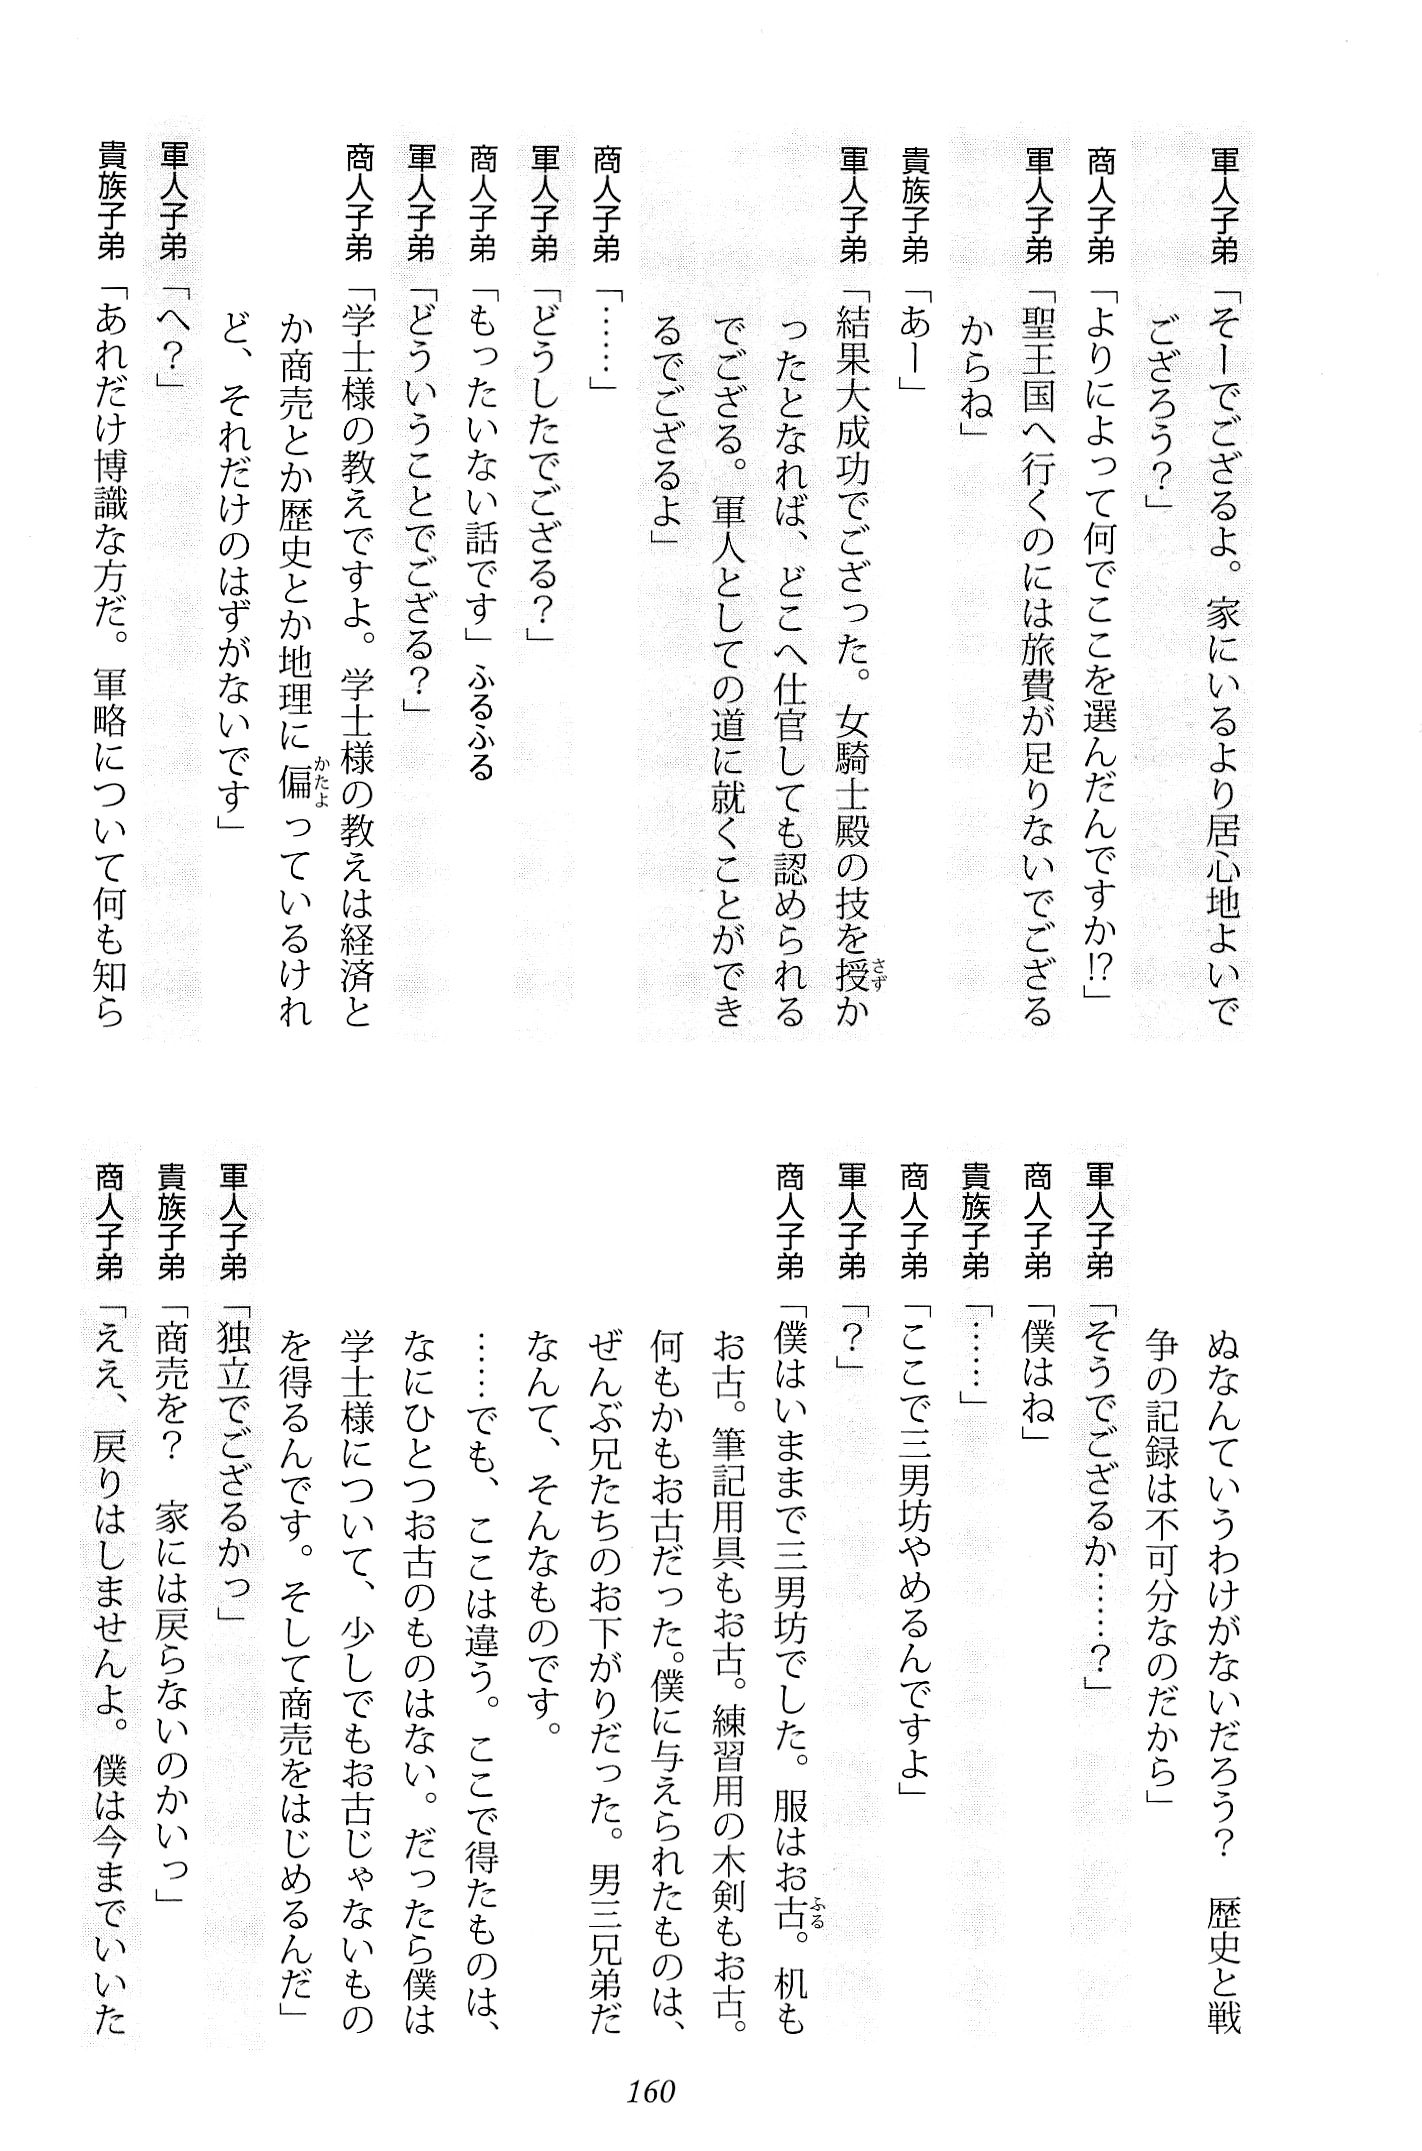 軍人子弟「そーでござるよ。家にいるより居心地よいで
ござろう？」
商人子弟「よりによって何でここを選んだんですか!?」
軍人子弟「聖王国へ行くのには旅費が足りないでござる
からね」
貴族子弟「あー」
軍人子弟「結果大成功でござった。女騎士殿の技を授か
ったとなれば、どこへ仕官しても認められる
でござる。軍人としての道に就くことができ
るでござるよ」
商人子弟「……」
軍人子弟「どうしたでござる？」
商人子弟「もったいない話です」ふるふる
軍人子弟「どういうことでござる？」
商人子弟「学士様の教えですよ。学士様の教えは経済と
か商売とか歴史とか地理に偏っているけれ
ど、それだけのはずがないです」
軍人子弟「へ？」
貴族子弟「あれだけ博識な方だ。軍略について何も知ら
ぬなんていうわけがないだろう？　歴史と戦
争の記録は不可分なのだから」
軍人子弟「そうでござるか……？」
商人子弟「僕はね」
貴族子弟「……」
商人子弟「ここで三男坊やめるんですよ」
軍人子弟「？」
商人子弟「僕はいままで三男坊でした。服はお古。机も
お古。筆記用具もお古。練習用の木剣もお古。
何もかもお古だった。僕に与えられたものは、
ぜんぶ兄たちのお下がりだった。男三兄弟だ
なんて、そんなものです。
……でも、ここは違う。ここで得たものは、
なにひとつお古のものはない。だったら僕は
学士様について、少しでもお古じゃないもの
を得るんです。そして商売をはじめるんだ」
軍人子弟「独立でござるかっ」
貴族子弟「商売を？　家には戻らないのかいっ」
商人子弟「ええ、戻りはしませんよ。僕は今までいいた
160